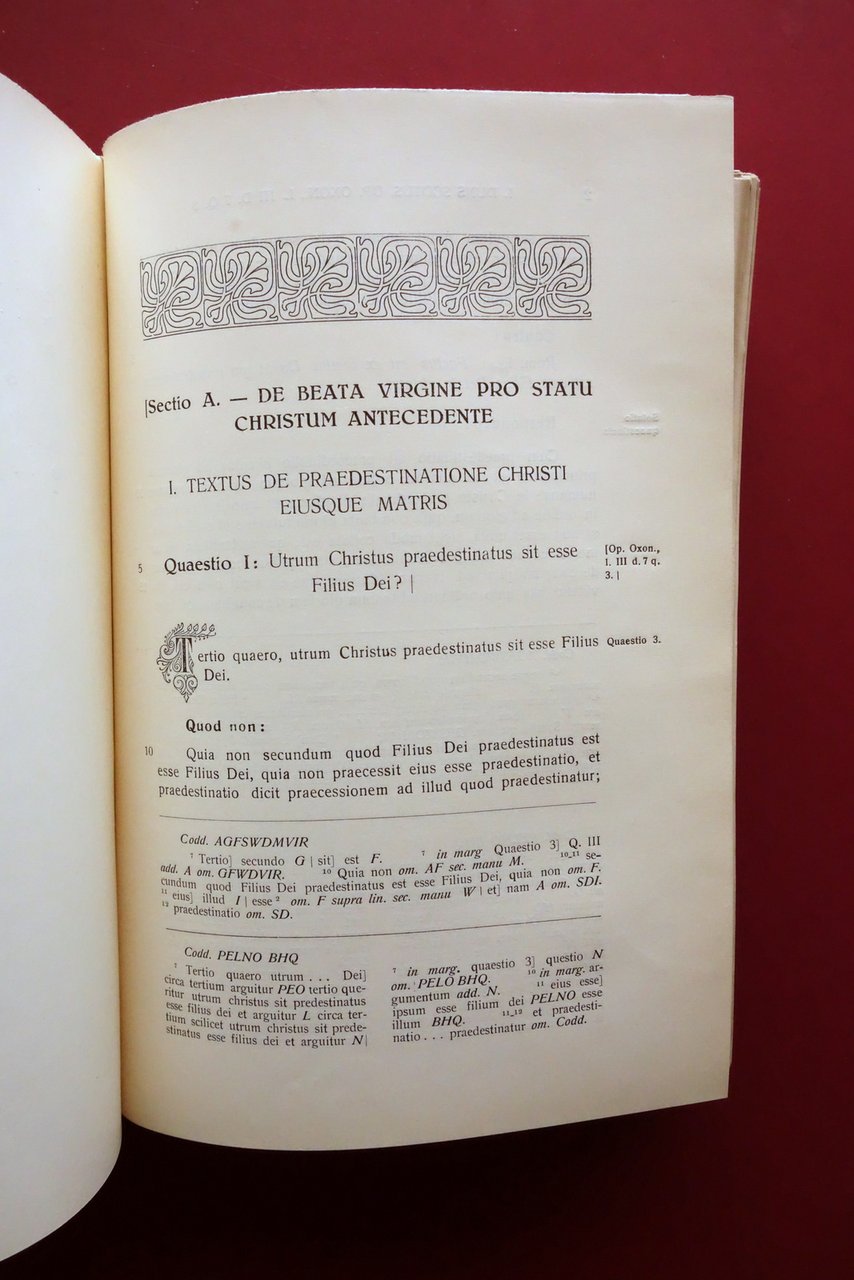 |Sectio A. — DE BEATA VIRGINE PRO STATU
CHRISTUM ANTECEDENTE
I. TEXTUS DE PRAEDESTINATIONE CHRISTI
EIUSQUE MATRIS
5 Quaestio I: Utrum Christus praedestinatus sit esse
Filius Dei? |
[Op. Oxon.,
l. III d. 7 q.
3. |
Tertio quaero, utrum Christus praedestinatus sit esse Filius
Dei.
Quaestio 3.
Quod non:
10 Quia non secundum quod Filius Dei praedestinatus est
esse Filius Dei, quia non praecessit eius esse praedestinatio, et
praedestinatio dicit praecessionem ad illud quod praedestinatur;
Codd. AGFSWDMVIR
⁷ Tertio] secundo G | sit] est F. ⁷ in marg Quaestio 3] Q. III
add. A om. GFWDVIR. ¹⁰ Quia non om. AF sec. manu M. ¹⁰₋¹¹ se-
cundum quod Filius Dei praedestinatus est esse Filius Dei, quia non om. F.
¹¹ eius] illud I | esse² om. F supra lin. sec. manu W | et] nam A om. SDI.
¹² praedestinatio om. SD.
Codd. PELNO BHQ
⁷ Tertio quaero utrum . . . Dei]
circa tertium arguitur PEO tertio que-
ritur utrum christus sit predestinatus
esse filius dei et arguitur L circa ter-
tium scilicet utrum christus sit prede-
stinatus esse filius dei et arguitur N|
⁷ in marg. quaestio 3] questio N
om. PELO BHQ. ¹⁰ in marg. ar-
gumentum add. N. ¹¹ eius esse]
ipsum esse filium dei PELNO esse
illum BHQ. ¹¹₋¹² et praedesti-
natio . . . praedestinatur om. Codd.